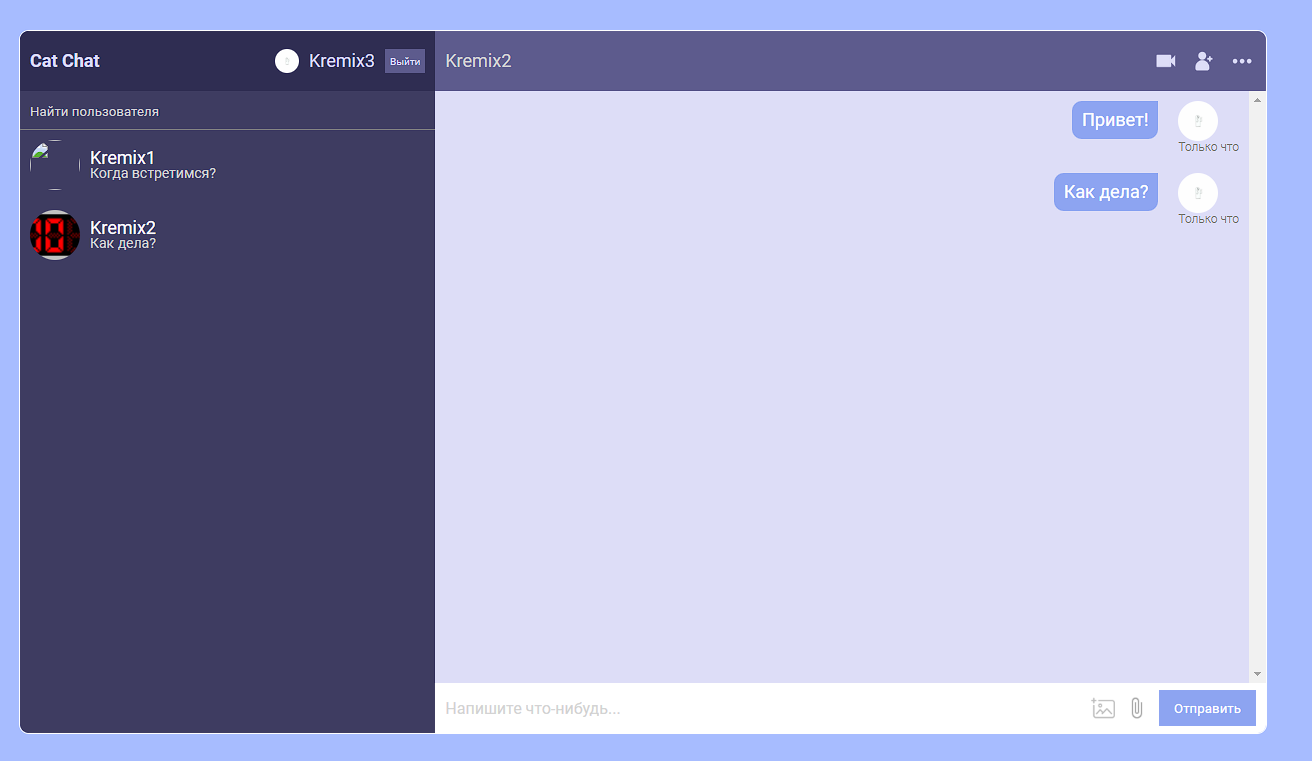 Cat Chat
Kremix3
Выйти
Найти пользователя
Kremix1
Когда встретимся?
Kremix2
Как дела?
Kremix2
Привет!
Только что
Как дела?
Только что
Напишите что-нибудь...
Отправить